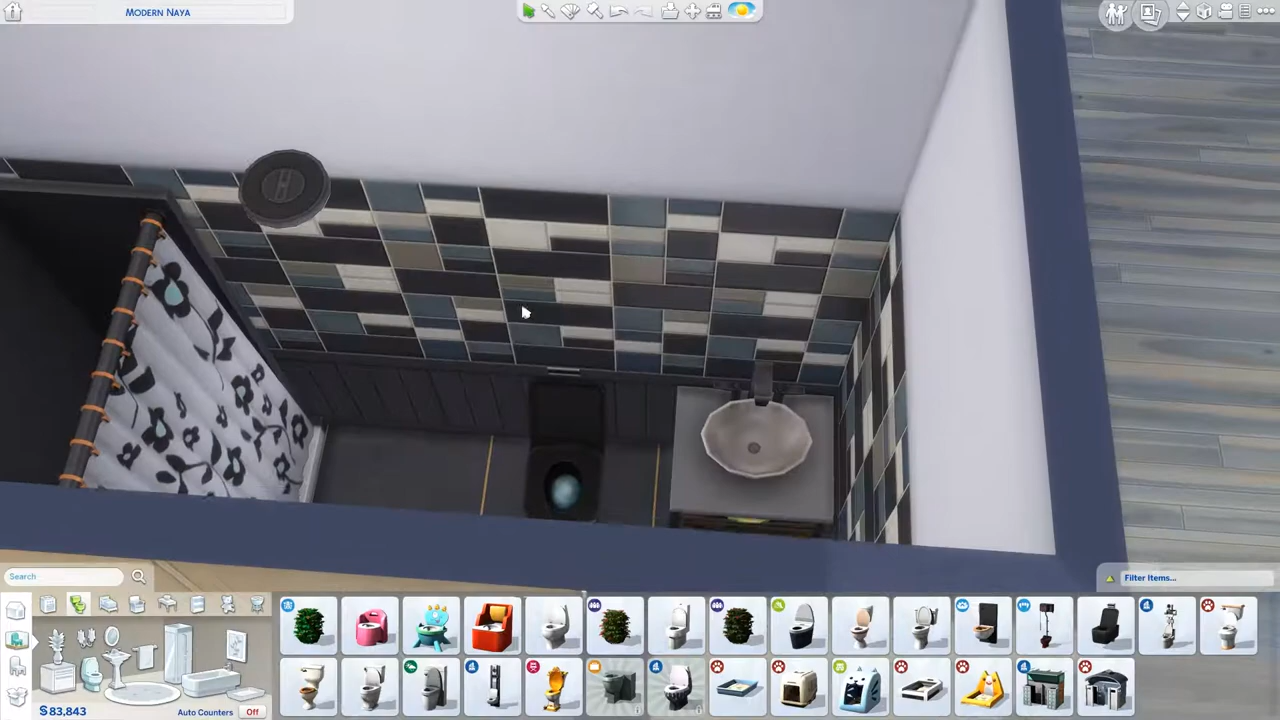 Modern Naya
Search
Filter Items...
$83,843
Auto Counters Off